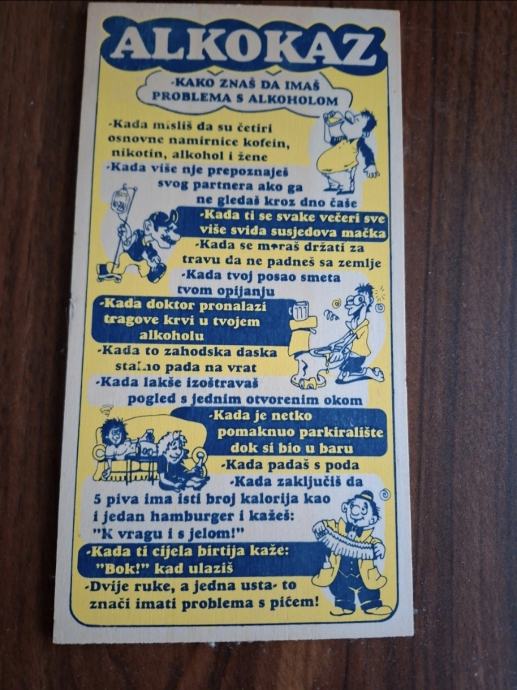 ALKOKAZ
-KAKO ZNAŠ DA IMAŠ
PROBLEMA S ALKOHOLOM
-Kada misliš da su četiri
osnovne namirnice kofein,
nikotin, alkohol i žene
-Kada više nje prepoznaješ
svog partnera ako ga
ne gledaš kroz dno čaše
-Kada ti se svake večeri sve
više sviđa susjedova mačka
-Kada se moraš držati za
travu da ne padneš sa zemlje
-Kada tvoj posao smeta
tvom opijanju
-Kada doktor pronalazi
tragove krvi u tvojem
alkoholu
-Kada to zahodska daska
stalno pada na vrat
-Kada lakše izoštravaš
pogled s jednim otvorenim okom
-Kada je netko
pomaknuo parkiralište
dok si bio u baru
-Kada padaš s poda
-Kada zaključiš da
5 piva ima isti broj kalorija kao
i jedan hamburger i kažeš:
"K vragu i s jelom!"
-Kada ti cijela birtija kaže:
"Bok!" kad ulaziš
-Dvije ruke, a jedna usta- to
znači imati problema s pićem!